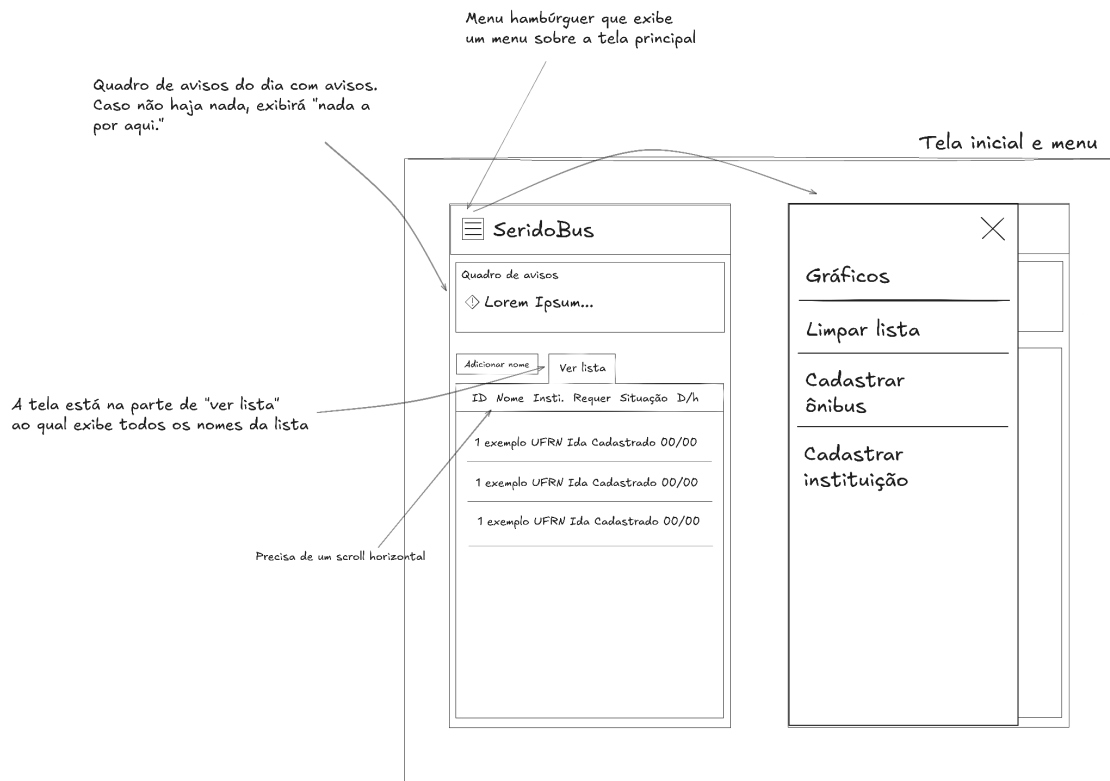 Menu hambúrguer que exibe
um menu sobre a tela principal
Quadro de avisos do dia com avisos.
Caso não haja nada, exibirá "nada a
por aqui."
Tela inicial e menu
SeridoBus
Quadro de avisos
Lorem Ipsum...
Adicionar nome
Ver lista
A tela está na parte de "ver lista"
ao qual exibe todos os nomes da lista
ID Nome Insti. Requer Situação D/h
1 exemplo UFRN Ida Cadastrado 00/00
1 exemplo UFRN Ida Cadastrado 00/00
1 exemplo UFRN Ida Cadastrado 00/00
Precisa de um scroll horizontal
Gráficos
Limpar lista
Cadastrar
ônibus
Cadastrar
instituição